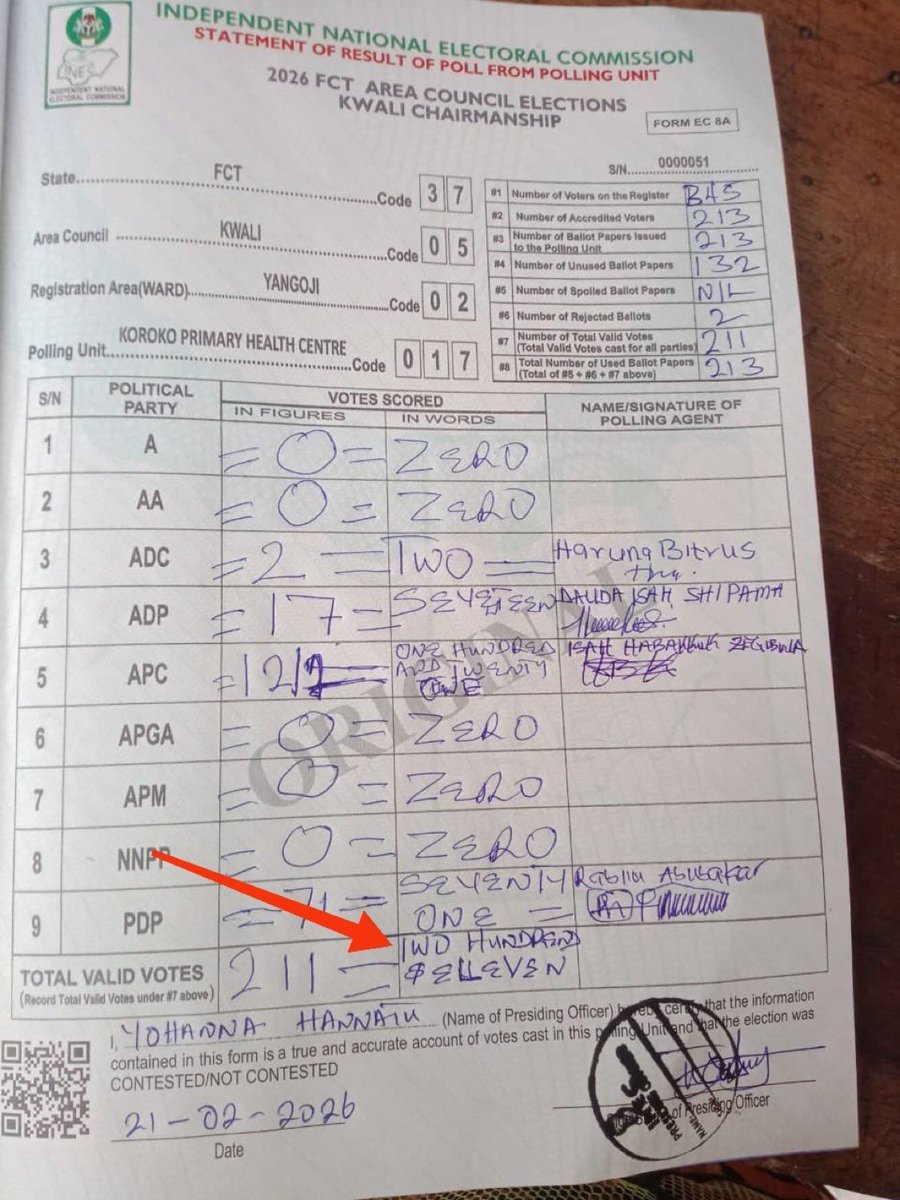 INDEPENDENT NATIONAL ELECTORAL COMMISSION
STATEMENT OF RESULT OF POLL FROM POLLING UNIT
2026 FCT AREA COUNCIL ELECTIONS
KWALI CHAIRMANSHIP
FORM EC 8A
INEC
INDEPENDENT NATIONAL
ELECTORAL COMMISSION
S/N 0000051
State FCT Code 3 7
Area Council KWALI Code 0 5
Registration Area(WARD) YANGOJI Code 0 2
Polling Unit KOROKO PRIMARY HEALTH CENTRE Code 0 1 7
#1 Number of Voters on the Register 345
#2 Number of Accredited Voters 213
#3 Number of Ballot Papers Issued to the Polling Unit 213
#4 Number of Unused Ballot Papers 132
#5 Number of Spoiled Ballot Papers NIL
#6 Number of Rejected Ballots 2
#7 Number of Total Valid Votes (Total Valid Votes cast for all parties) 211
#8 Total Number of Used Ballot Papers (Total of #5 + #6 + #7 above) 213
S/N POLITICAL PARTY VOTES SCORED NAME/SIGNATURE OF POLLING AGENT
IN FIGURES IN WORDS
1 A =0= ZERO
2 AA =0= ZERO
3 ADC =2= TWO Haruna Bitrus
4 ADP =17= SEVETEEN DAUDA ISAH SHIPAMA
5 APC =121= ONE HUNDRED AND TWENTY ONE ISAH HABAKKUK
6 APGA =0= ZERO
7 APM =0= ZERO
8 NNPP =0= ZERO
9 PDP =71= SEVENTY ONE = Rabiu Abubakar
TOTAL VALID VOTES 211 = TWO HUNDRED & ELLEVEN
(Record Total Valid Votes under #7 above)
ORIGINAL
I, YOHANNA HANNATU (Name of Presiding Officer) hereby certify that the information
contained in this form is a true and accurate account of votes cast in this polling Unit and that the election was
CONTESTED/NOT CONTESTED
21-02-2026
Date
of Presiding Officer